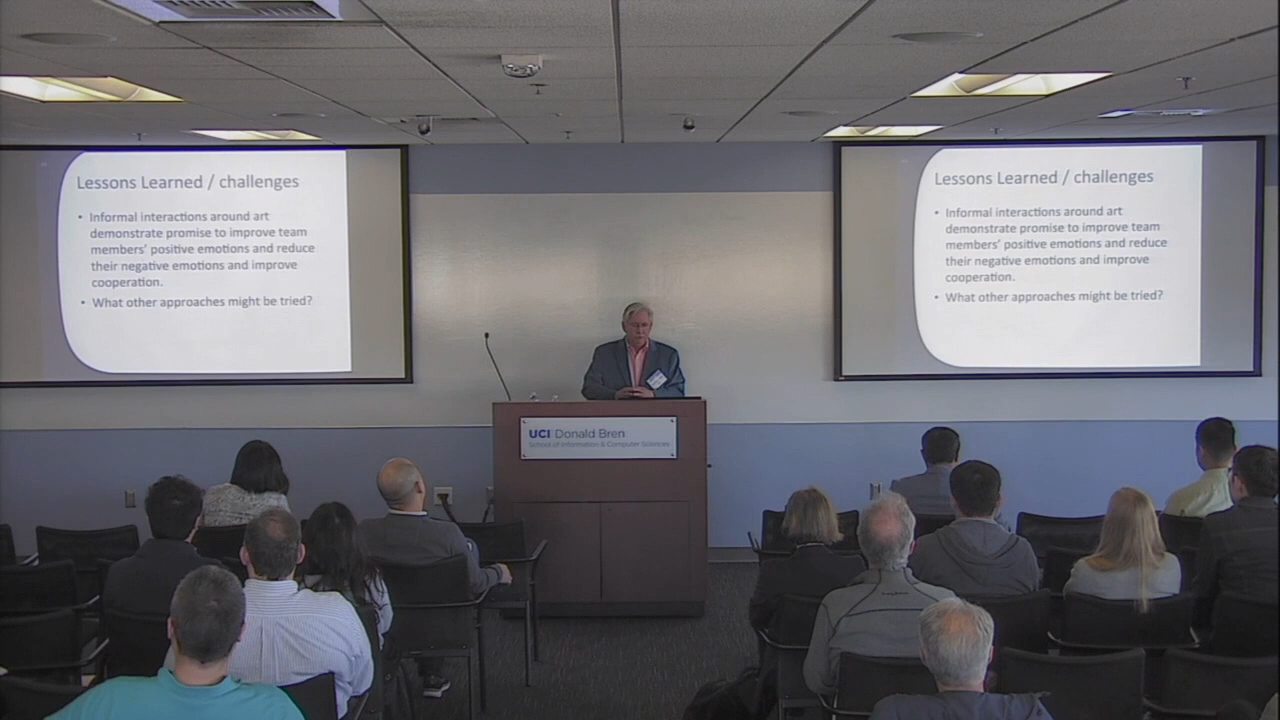 Lessons Learned / challenges
• Informal interactions around art
demonstrate promise to improve team
members' positive emotions and reduce
their negative emotions and improve
cooperation.
• What other approaches might be tried?
Lessons Learned / challenges
• Informal interactions around art
demonstrate promise to improve team
members' positive emotions and reduce
their negative emotions and improve
cooperation.
• What other approaches might be tried?
UCI Donald Bren
School of Information & Computer Sciences